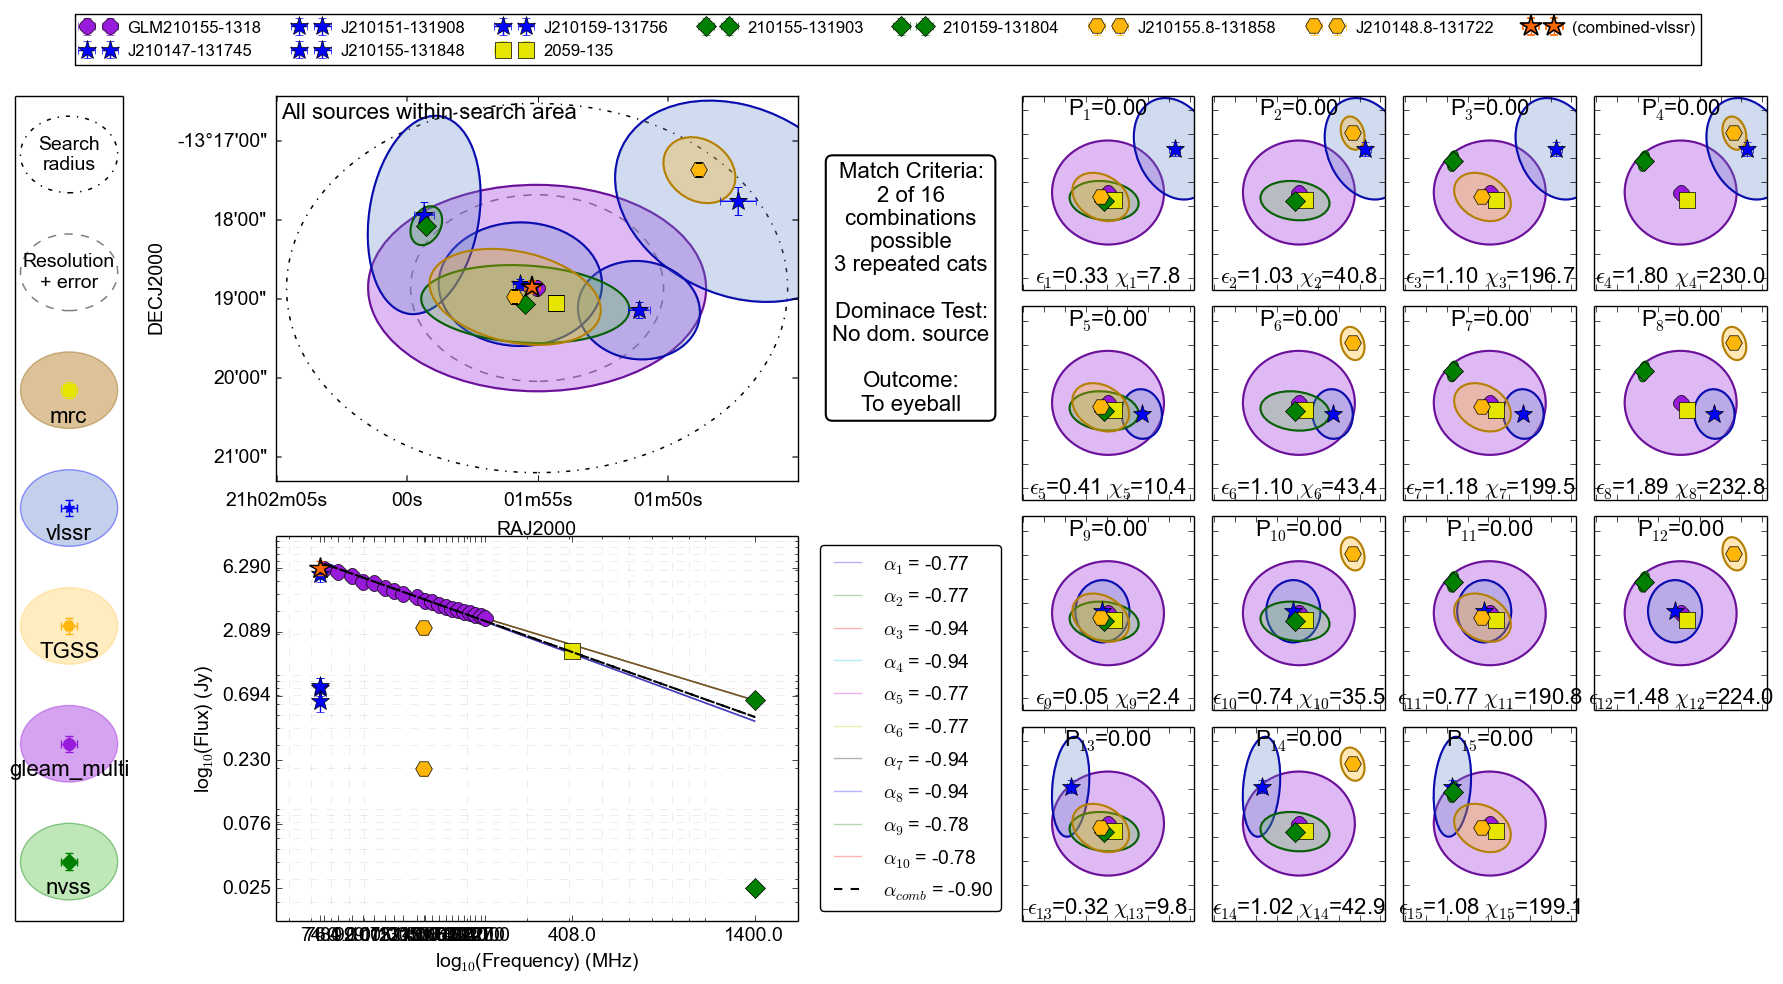 GLM210155-1318
J210151-131908
J210159-131756
210155-131903
210159-131804
J210155.8-131858
J210148.8-131722
(combined-vlssr)
J210147-131745
J210155-131848
2059-135
Search
radius
Resolution
+ error
mrc
vlssr
TGSS
gleam_multi
nvss
All sources within search area
DECJ2000
-13°17'00"
18'00"
19'00"
20'00"
21'00"
21h02m05s
00s
01m55s
01m50s
RAJ2000
Match Criteria:
2 of 16
combinations
possible
3 repeated cats
Dominace Test:
No dom. source
Outcome:
To eyeball
log10(Flux) (Jy)
6.290
2.089
0.694
0.230
0.076
0.025
408.0
1400.0
log10(Frequency) (MHz)
α1 = -0.77
α2 = -0.77
α3 = -0.94
α4 = -0.94
α5 = -0.77
α6 = -0.77
α7 = -0.94
α8 = -0.94
α9 = -0.78
α10 = -0.78
αcomb = -0.90
P1=0.00
ϵ1=0.33 χ1=7.8
P2=0.00
ϵ2=1.03 χ2=40.8
P3=0.00
ϵ3=1.10 χ3=196.7
P4=0.00
ϵ4=1.80 χ4=230.0
P5=0.00
ϵ5=0.41 χ5=10.4
P6=0.00
ϵ6=1.10 χ6=43.4
P7=0.00
ϵ7=1.18 χ7=199.5
P8=0.00
ϵ8=1.89 χ8=232.8
P9=0.00
ϵ9=0.05 χ9=2.4
P10=0.00
ϵ10=0.74 χ10=35.5
P11=0.00
ϵ11=0.77 χ11=190.8
P12=0.00
ϵ12=1.48 χ12=224.0
P13=0.00
ϵ13=0.32 χ13=9.8
P14=0.00
ϵ14=1.02 χ14=42.9
P15=0.00
ϵ15=1.08 χ15=199.1